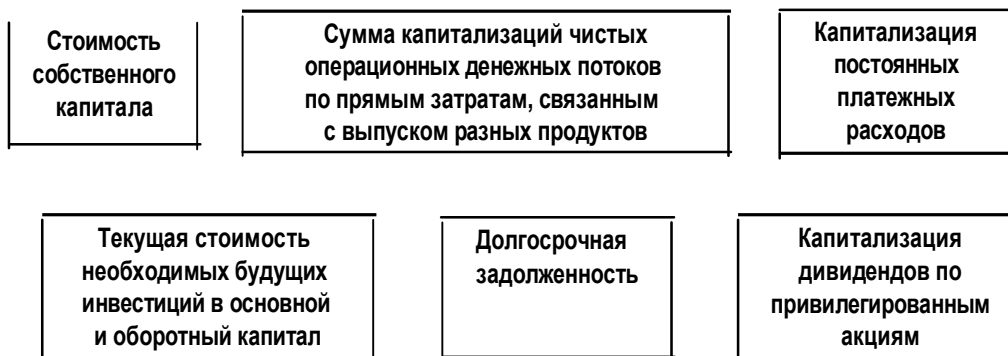 Стоимость
собственного
капитала
Сумма капитализаций чистых
операционных денежных потоков
по прямым затратам, связанным
с выпуском разных продуктов
Капитализация
постоянных
платежных
расходов
Текущая стоимость
необходимых будущих
инвестиций в основной
и оборотный капитал
Долгосрочная
задолженность
Капитализация
дивидендов по
привилегированным
акциям